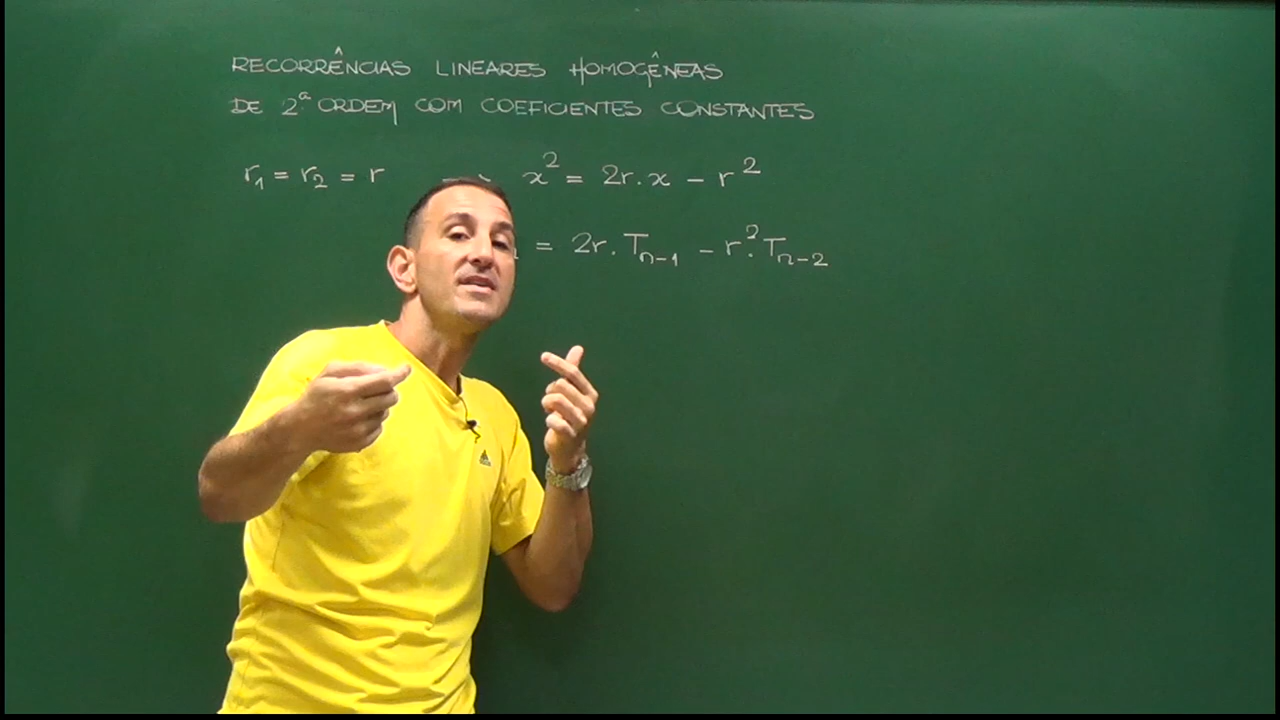 RECORRÊNCIAS LINEARES HOMOGÊNEAS
DE 2ª ORDEM COM COEFICIENTES CONSTANTES
r₁ = r₂ = r → x² = 2r.x − r²
= 2r.Tₙ₋₁ − r².Tₙ₋₂